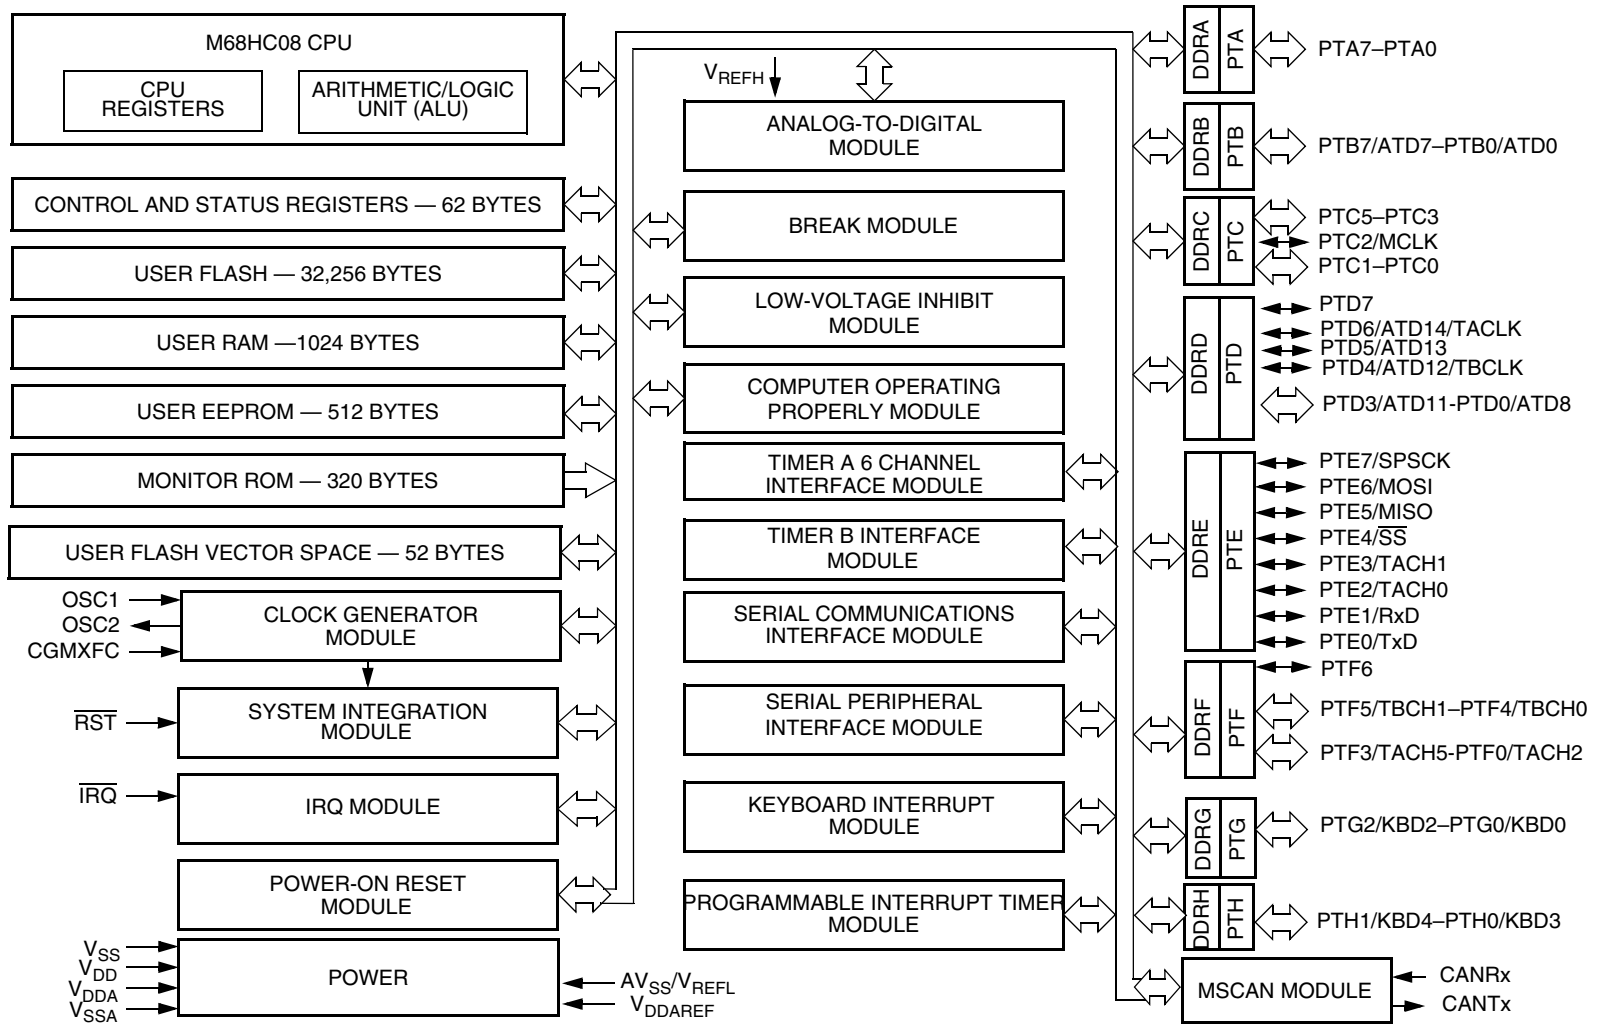 M68HC08 CPU
CPU
REGISTERS
ARITHMETIC/LOGIC
UNIT (ALU)
CONTROL AND STATUS REGISTERS — 62 BYTES
USER FLASH — 32,256 BYTES
USER RAM —1024 BYTES
USER EEPROM — 512 BYTES
MONITOR ROM — 320 BYTES
USER FLASH VECTOR SPACE — 52 BYTES
OSC1
OSC2
CGMXFC
CLOCK GENERATOR
MODULE
RST
SYSTEM INTEGRATION
MODULE
IRQ
IRQ MODULE
POWER-ON RESET
MODULE
VSS
VDD
VDDA
VSSA
POWER
AVSS/VREFL
VDDAREF
VREFH
ANALOG-TO-DIGITAL
MODULE
BREAK MODULE
LOW-VOLTAGE INHIBIT
MODULE
COMPUTER OPERATING
PROPERLY MODULE
TIMER A 6 CHANNEL
INTERFACE MODULE
TIMER B INTERFACE
MODULE
SERIAL COMMUNICATIONS
INTERFACE MODULE
SERIAL PERIPHERAL
INTERFACE MODULE
KEYBOARD INTERRUPT
MODULE
PROGRAMMABLE INTERRUPT TIMER
MODULE
DDRA
PTA
PTA7–PTA0
DDRB
PTB
PTB7/ATD7–PTB0/ATD0
DDRC
PTC
PTC5–PTC3
PTC2/MCLK
PTC1–PTC0
DDRD
PTD
PTD7
PTD6/ATD14/TACLK
PTD5/ATD13
PTD4/ATD12/TBCLK
PTD3/ATD11-PTD0/ATD8
DDRE
PTE
PTE7/SPSCK
PTE6/MOSI
PTE5/MISO
PTE4/SS
PTE3/TACH1
PTE2/TACH0
PTE1/RxD
PTE0/TxD
DDRF
PTF
PTF6
PTF5/TBCH1–PTF4/TBCH0
PTF3/TACH5-PTF0/TACH2
DDRG
PTG
PTG2/KBD2–PTG0/KBD0
DDRH
PTH
PTH1/KBD4–PTH0/KBD3
MSCAN MODULE
CANRx
CANTx